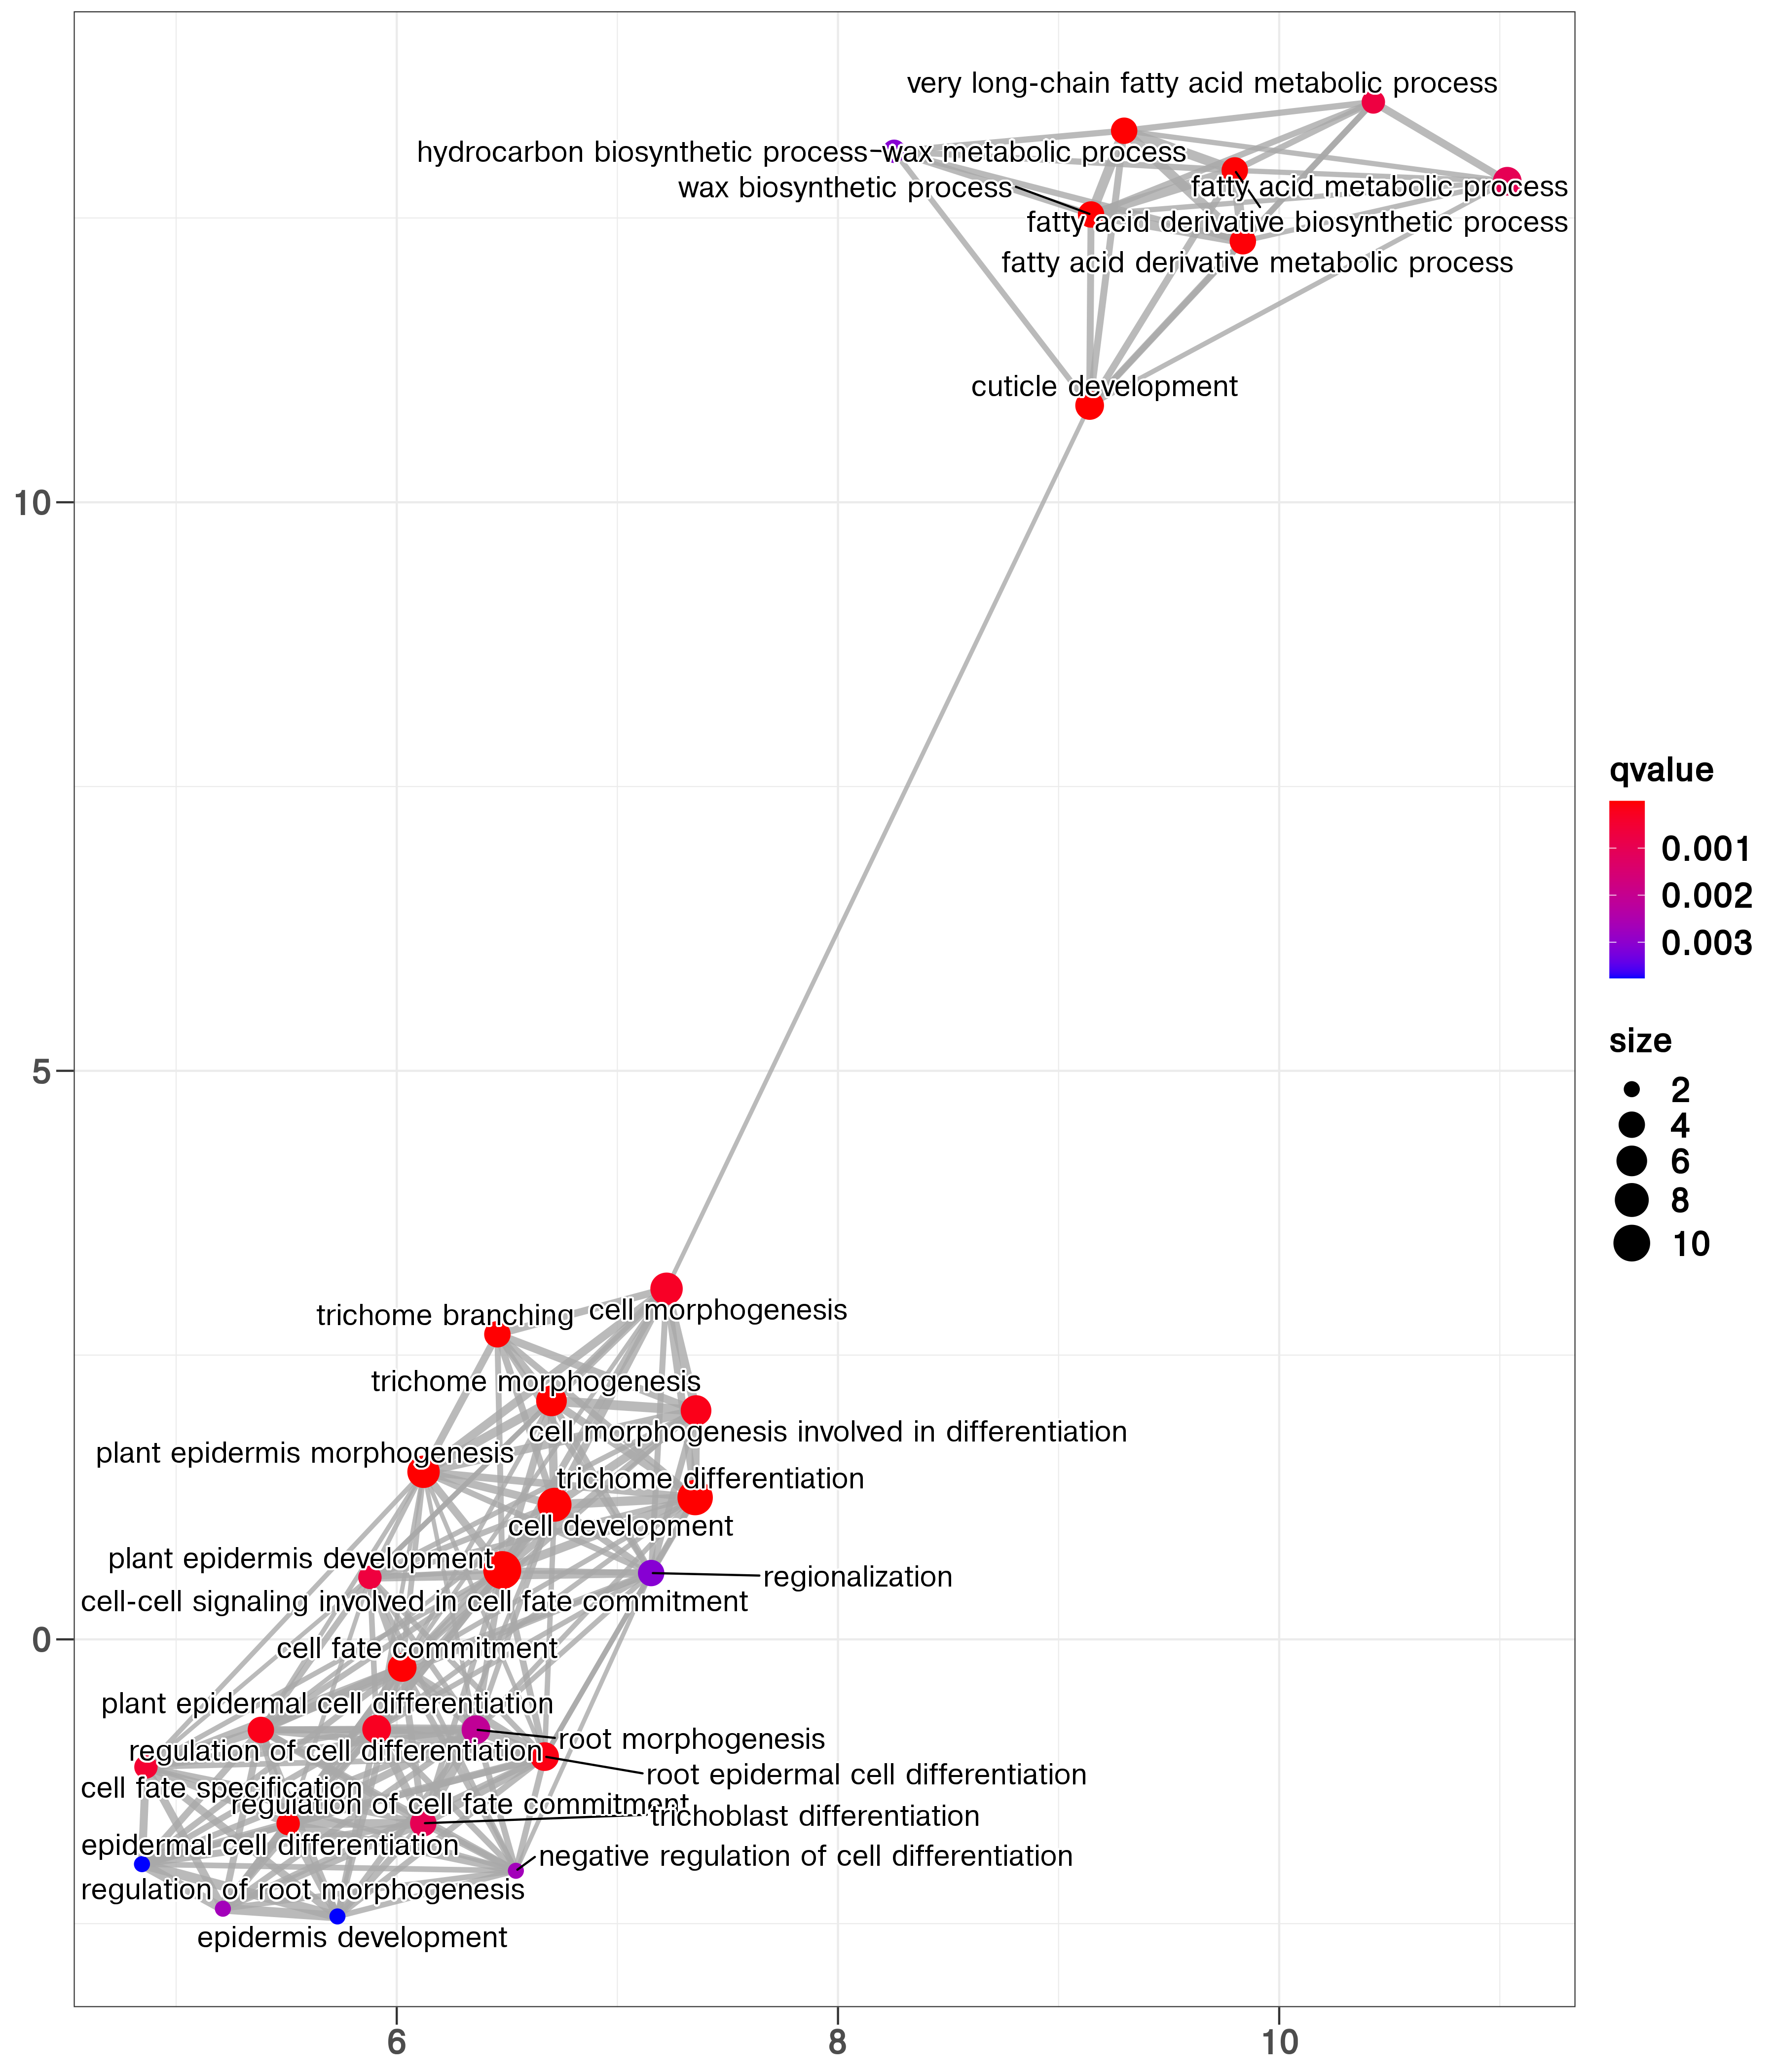 very long-chain fatty acid metabolic process
hydrocarbon biosynthetic process
wax metabolic process
wax biosynthetic process
fatty acid metabolic process
fatty acid derivative biosynthetic process
fatty acid derivative metabolic process
cuticle development
10
5
trichome branching
cell morphogenesis
trichome morphogenesis
cell morphogenesis involved in differentiation
plant epidermis morphogenesis
trichome differentiation
cell development
plant epidermis development
regionalization
cell-cell signaling involved in cell fate commitment
0
cell fate commitment
plant epidermal cell differentiation
root morphogenesis
regulation of cell differentiation
root epidermal cell differentiation
cell fate specification
regulation of cell fate commitment
trichoblast differentiation
epidermal cell differentiation
negative regulation of cell differentiation
regulation of root morphogenesis
epidermis development
6
8
10
qvalue
0.001
0.002
0.003
size
2
4
6
8
10